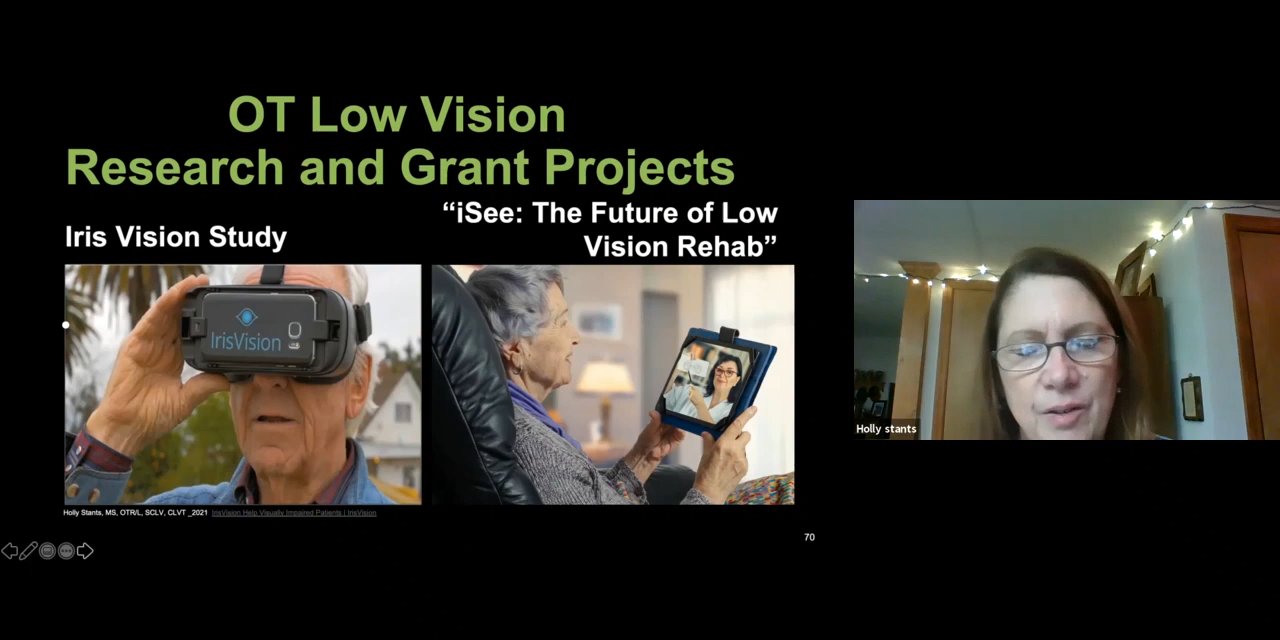 OT Low Vision
Research and Grant Projects
Iris Vision Study
“iSee: The Future of Low
Vision Rehab”
IrisVision
Holly Stants, MS, OTR/L, SCLV, CLVT _2021 IrisVision Help Visually Impaired Patients | IrisVision
70
Holly stants